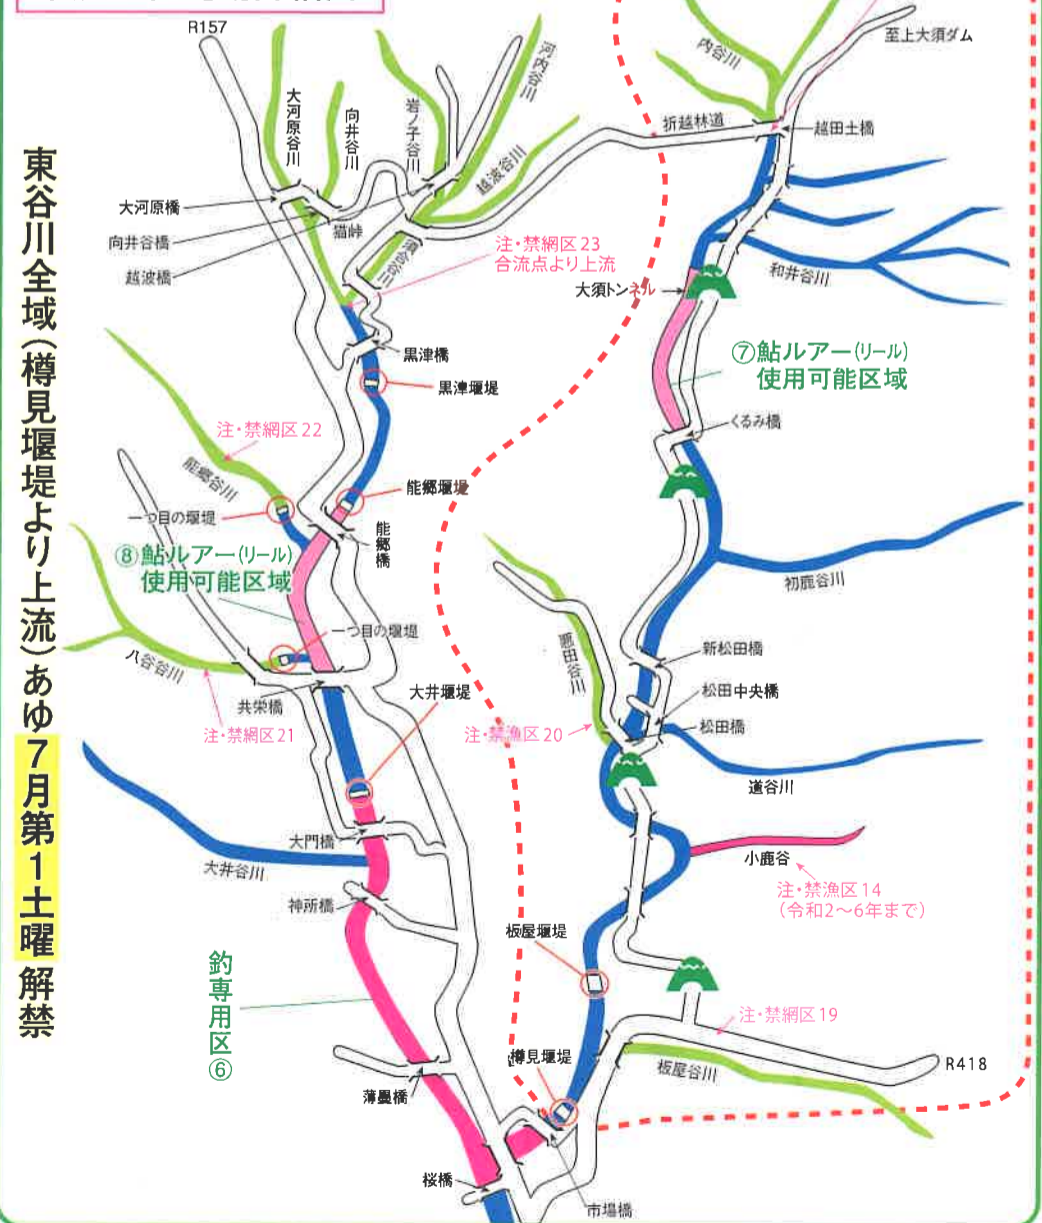 R157
大河原谷川
向井谷川
岩ノ子谷川
河内谷川
越波谷川
内谷川
至上大須ダム
折越林道
越田土橋
大河原橋
向井谷橋
越波橋
猫峠
須合谷川
注・禁網区23
合流点より上流
和井谷川
大須トンネル
⑦鮎ルアー(リール)
使用可能区域
黒津橋
黒津堰堤
くるみ橋
注・禁網区22
能郷谷川
能郷堰堤
一つ目の堰堤
能郷橋
⑧鮎ルアー(リール)
使用可能区域
初鹿谷川
一つ目の堰堤
八谷谷川
共栄橋
注・禁網区21
大井堰堤
悪田谷川
新松田橋
松田中央橋
松田橋
注・禁漁区20
道谷川
大門橋
大井谷川
神所橋
小鹿谷
注・禁漁区14
(令和2~6年まで)
板屋堰堤
釣専用区⑥
注・禁網区19
樽見堰堤
板屋谷川
R418
薄墨橋
桜橋
市場橋
東谷川全域(樽見堰堤より上流)あゆ7月第1土曜解禁